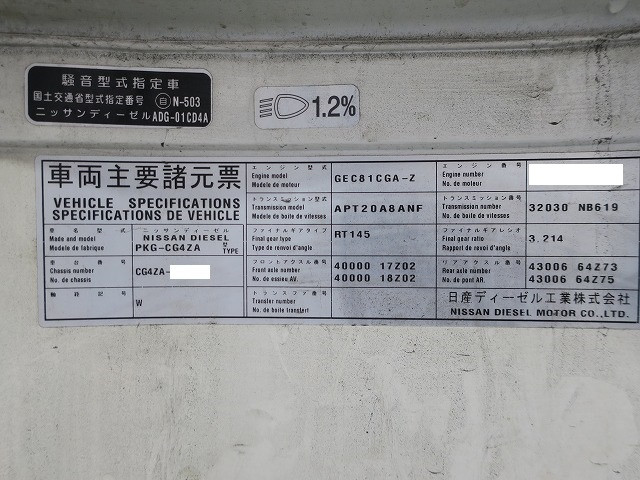 騒音型式指定車
国土交通省型式指定番号 自 N-503
ニッサンディーゼル ADG-01CD4A
1.2%
車両主要諸元票
VEHICLE SPECIFICATIONS
SPECIFICATIONS DE VEHICLE
車名型式
Made and model
Modele de fabrique
ニッサンディーゼル
NISSAN DIESEL
PKG-CG4ZA 型 TYPE
車台番号
Chassis number
No. de chassis
CG4ZA-
軸距記号
W
エンジン型式
Engine model
Modele de moteur
GEC81CGA-Z
トランスミッション型式
Transmission model
Modele de boite de vitesses
APT20A8ANF
ファイナルギアタイプ
Final gear type
Type de renvoi d'angle
RT145
フロントアクスル番号
Front axle number
No. de essieu AV.
40000 17Z02
40000 18Z02
トランスファ番号
Transfer number
No. de boite transfert
エンジン番号
Engine number
No. de moteur
トランスミッション番号
Transmission number
No. de boite de vitesses
32030 NB619
ファイナルギアレシオ
Final gear ratio
Rapport de renvoi d'angle
3.214
リアアクスル番号
Rear axle number
No. de pont AR.
43006 64Z73
43006 64Z75
日産ディーゼル工業株式会社
NISSAN DIESEL MOTOR CO., LTD.